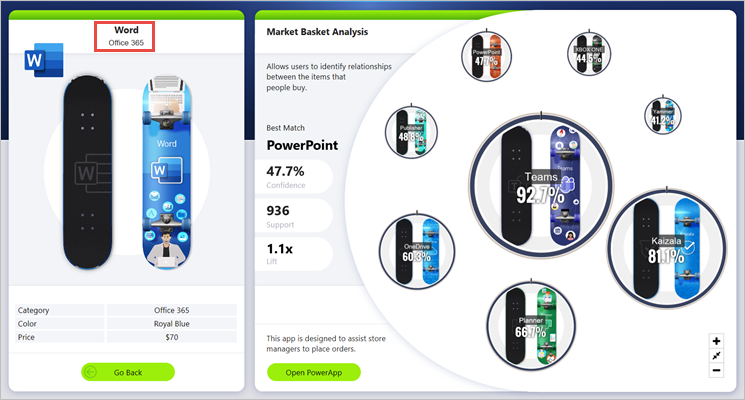 Word
Office 365
W
Word
Category Office 365
Color Royal Blue
Price $70
Go Back
Market Basket Analysis
Allows users to identify relationships
between the items that
people buy.
Best Match
PowerPoint
47.7%
Confidence
936
Support
1.1x
Lift
This app is designed to assist store
managers to place orders.
Open PowerApp
PowerPoint
47.7%
XBOX ONE
44.5%
Publisher
48.8%
Yammer
41.2%
Teams
92.7%
OneDrive
60.3%
Kaizala
81.1%
Planner
66.7%